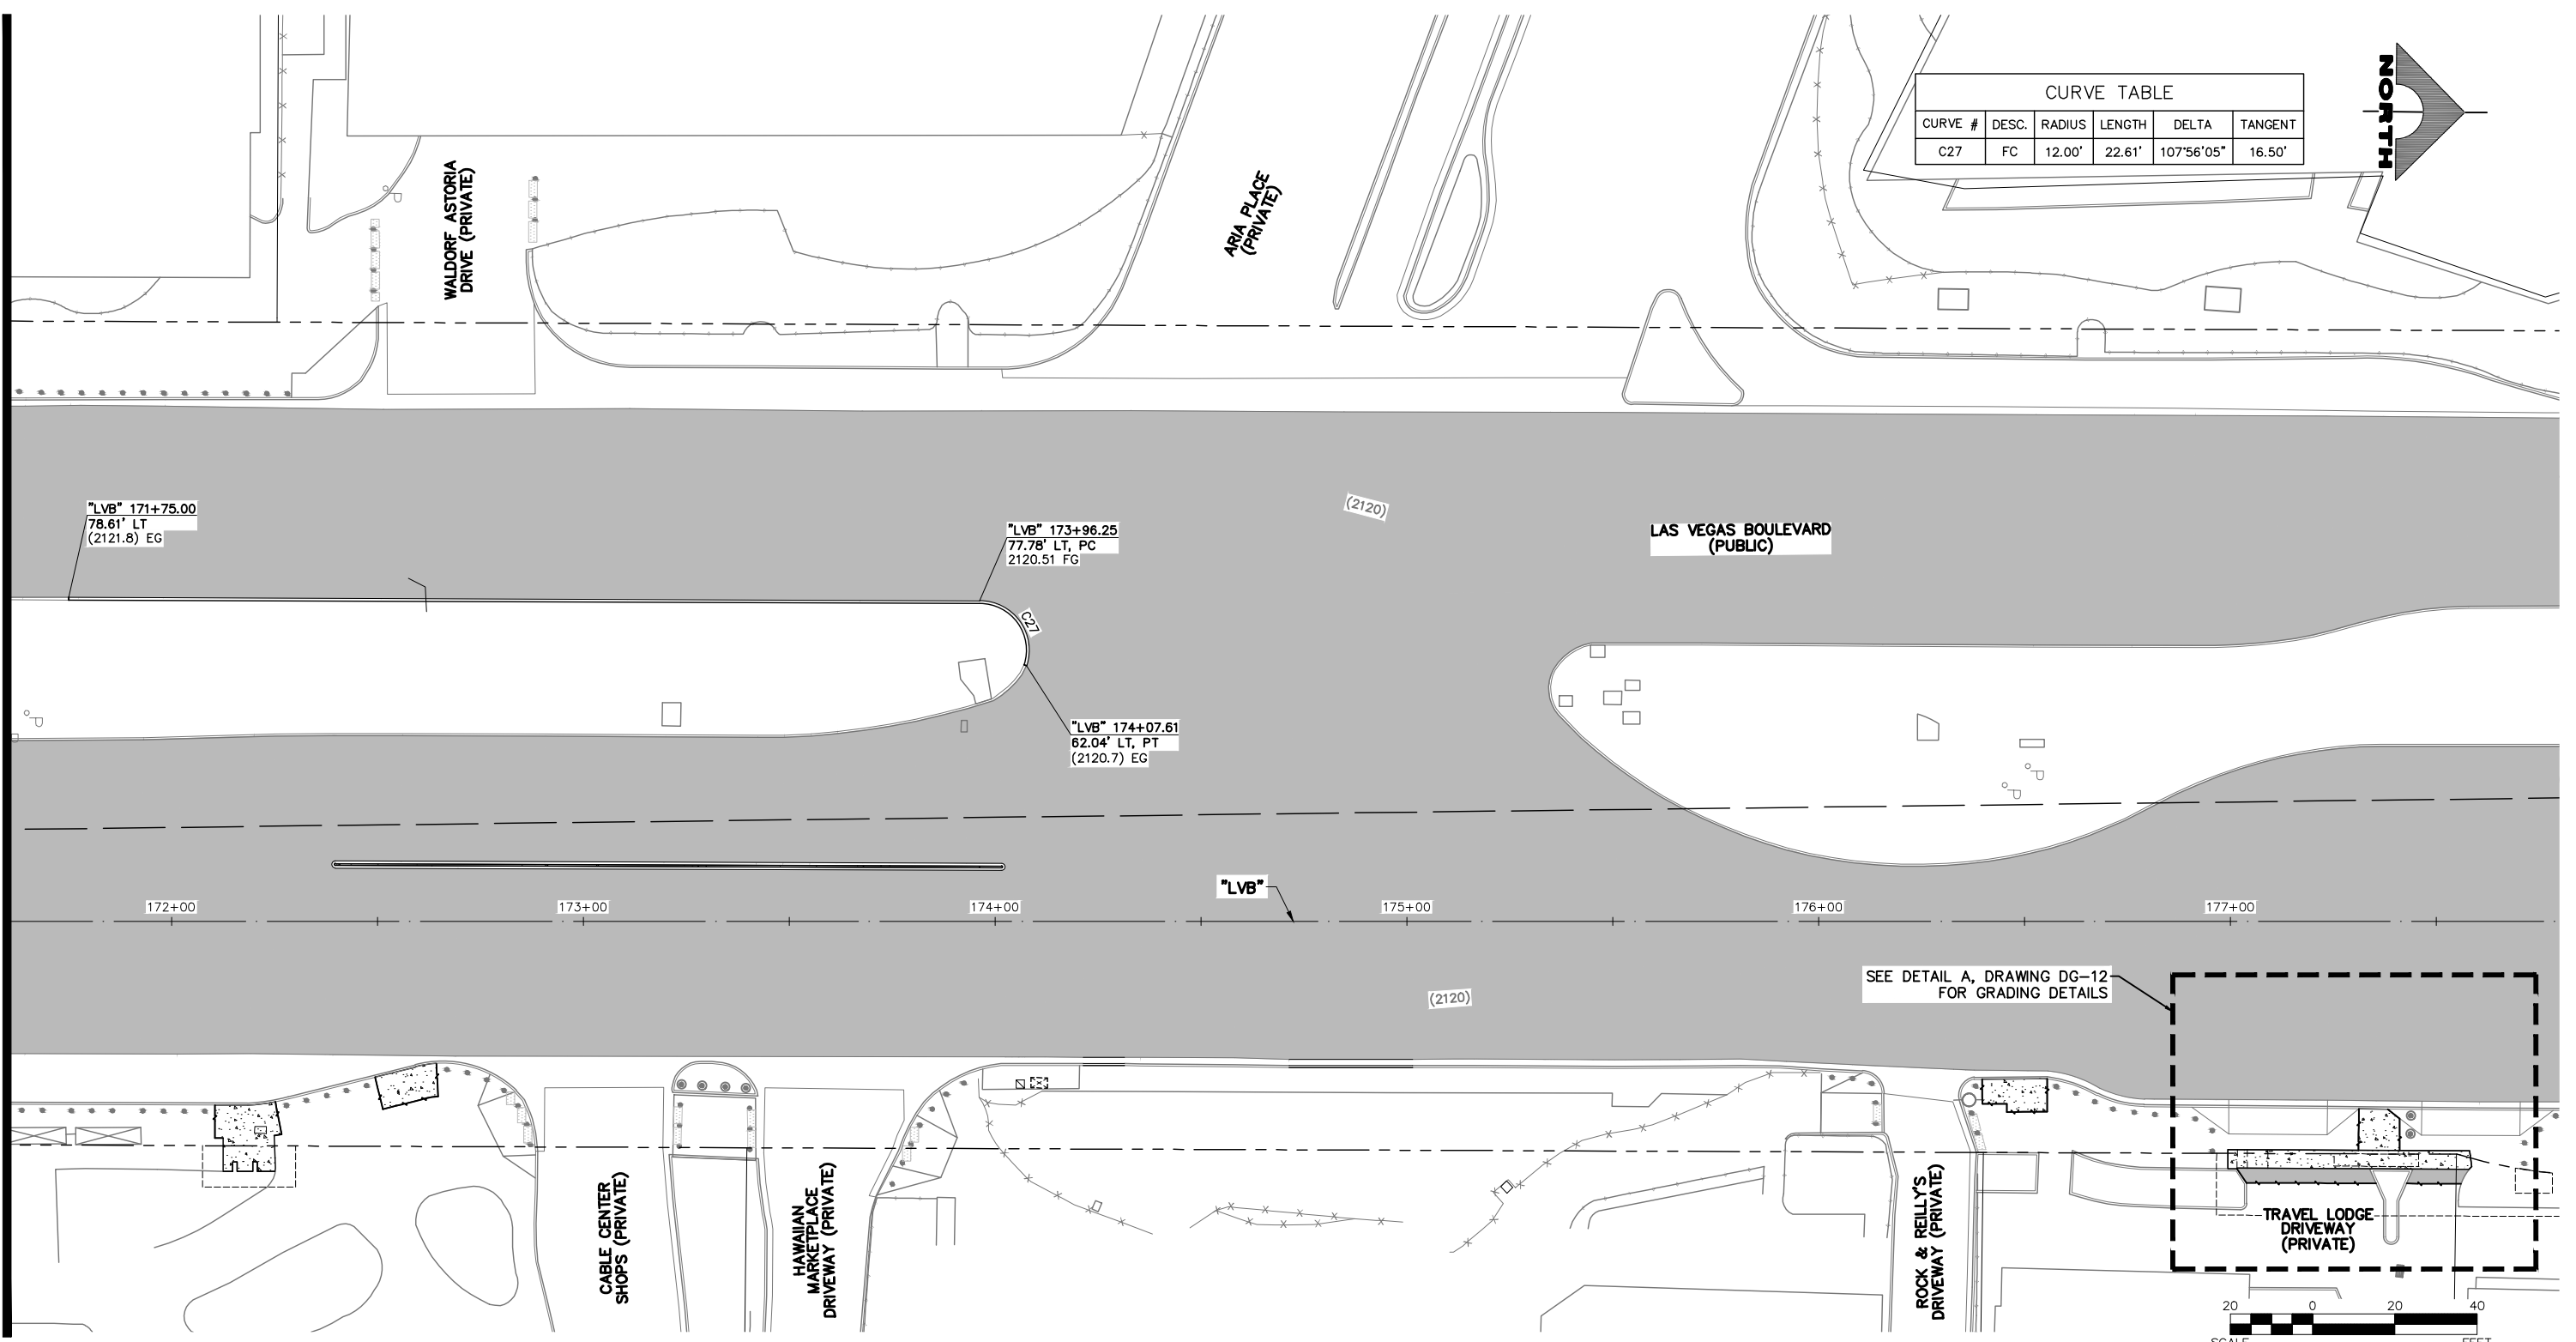 CURVE TABLE
CURVE # DESC. RADIUS LENGTH DELTA TANGENT
C27 FC 12.00' 22.61' 107°56'05" 16.50'
NORTH
WALDORF ASTORIA
DRIVE (PRIVATE)
ARIA PLACE
(PRIVATE)
"LVB" 171+75.00
78.61' LT
(2121.8) EG
"LVB" 173+96.25
77.78' LT, PC
2120.51 FG
(2120)
LAS VEGAS BOULEVARD
(PUBLIC)
C27
"LVB" 174+07.61
62.04' LT, PT
(2120.7) EG
"LVB"
172+00
173+00
174+00
175+00
176+00
177+00
(2120)
SEE DETAIL A, DRAWING DG-12
FOR GRADING DETAILS
CABLE CENTER
SHOPS (PRIVATE)
HAWAIIAN
MARKETPLACE
DRIVEWAY (PRIVATE)
ROCK & REILLY'S
DRIVEWAY (PRIVATE)
TRAVEL LODGE
DRIVEWAY
(PRIVATE)
20 0 20 40
SCALE FEET